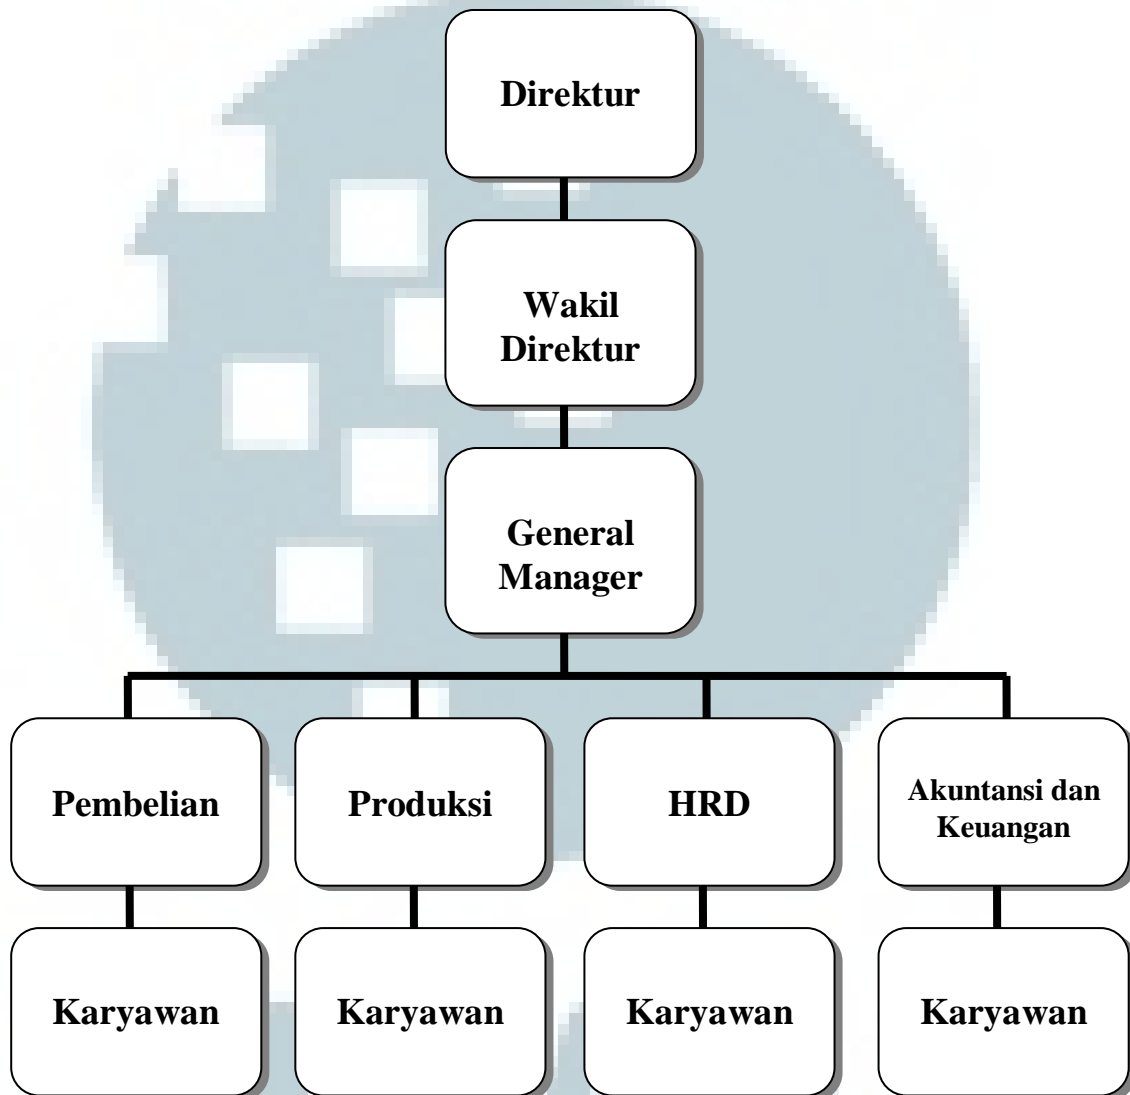 Direktur
Wakil
Direktur
General
Manager
Pembelian
Produksi
HRD
Akuntansi dan
Keuangan
Karyawan
Karyawan
Karyawan
Karyawan